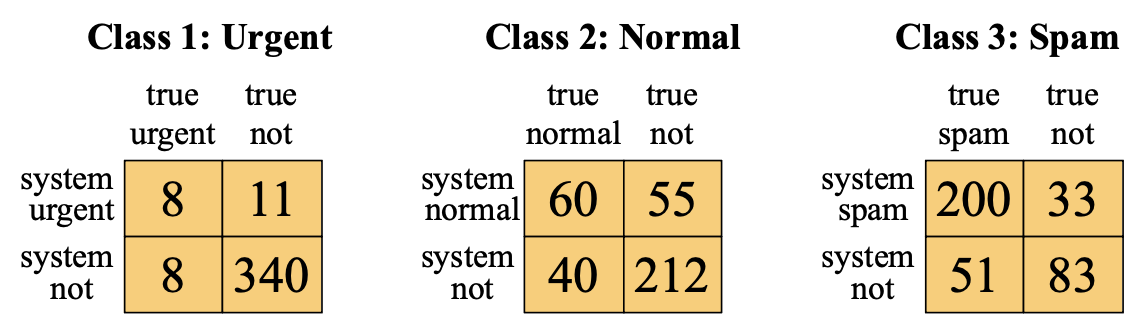 Class 1: Urgent
Class 2: Normal
Class 3: Spam
true true
urgent not
true true
normal not
true true
spam not
system urgent 8 11
system not 8 340
system normal 60 55
system not 40 212
system spam 200 33
system not 51 83